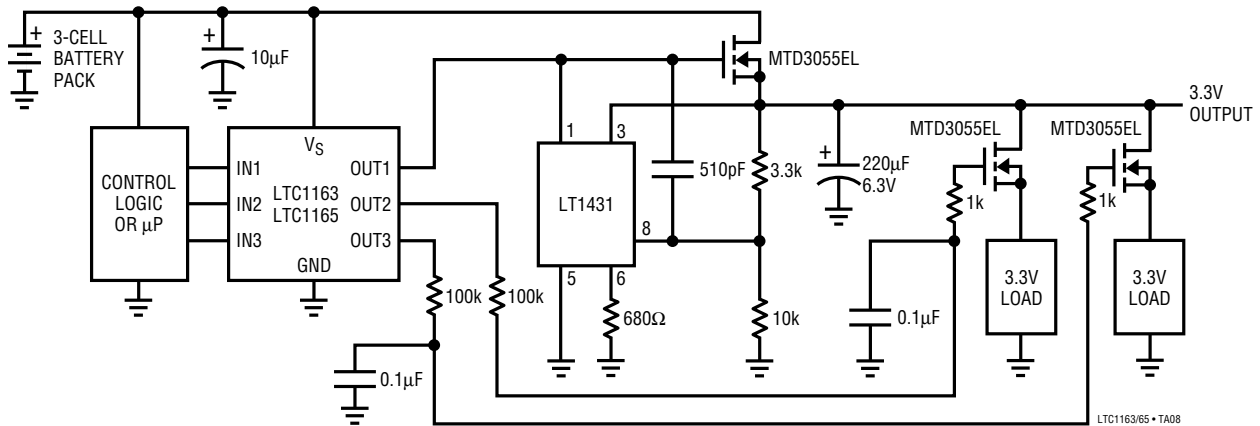 3-CELL
BATTERY
PACK
10µF
MTD3055EL
3.3V
OUTPUT
CONTROL
LOGIC
OR µP
IN1
IN2
IN3
VS
LTC1163
LTC1165
GND
OUT1
OUT2
OUT3
1
3
LT1431
8
5
6
510pF
3.3k
220µF
6.3V
MTD3055EL
MTD3055EL
1k
1k
100k
100k
680Ω
10k
0.1µF
0.1µF
3.3V
LOAD
3.3V
LOAD
LTC1163/65 • TA08